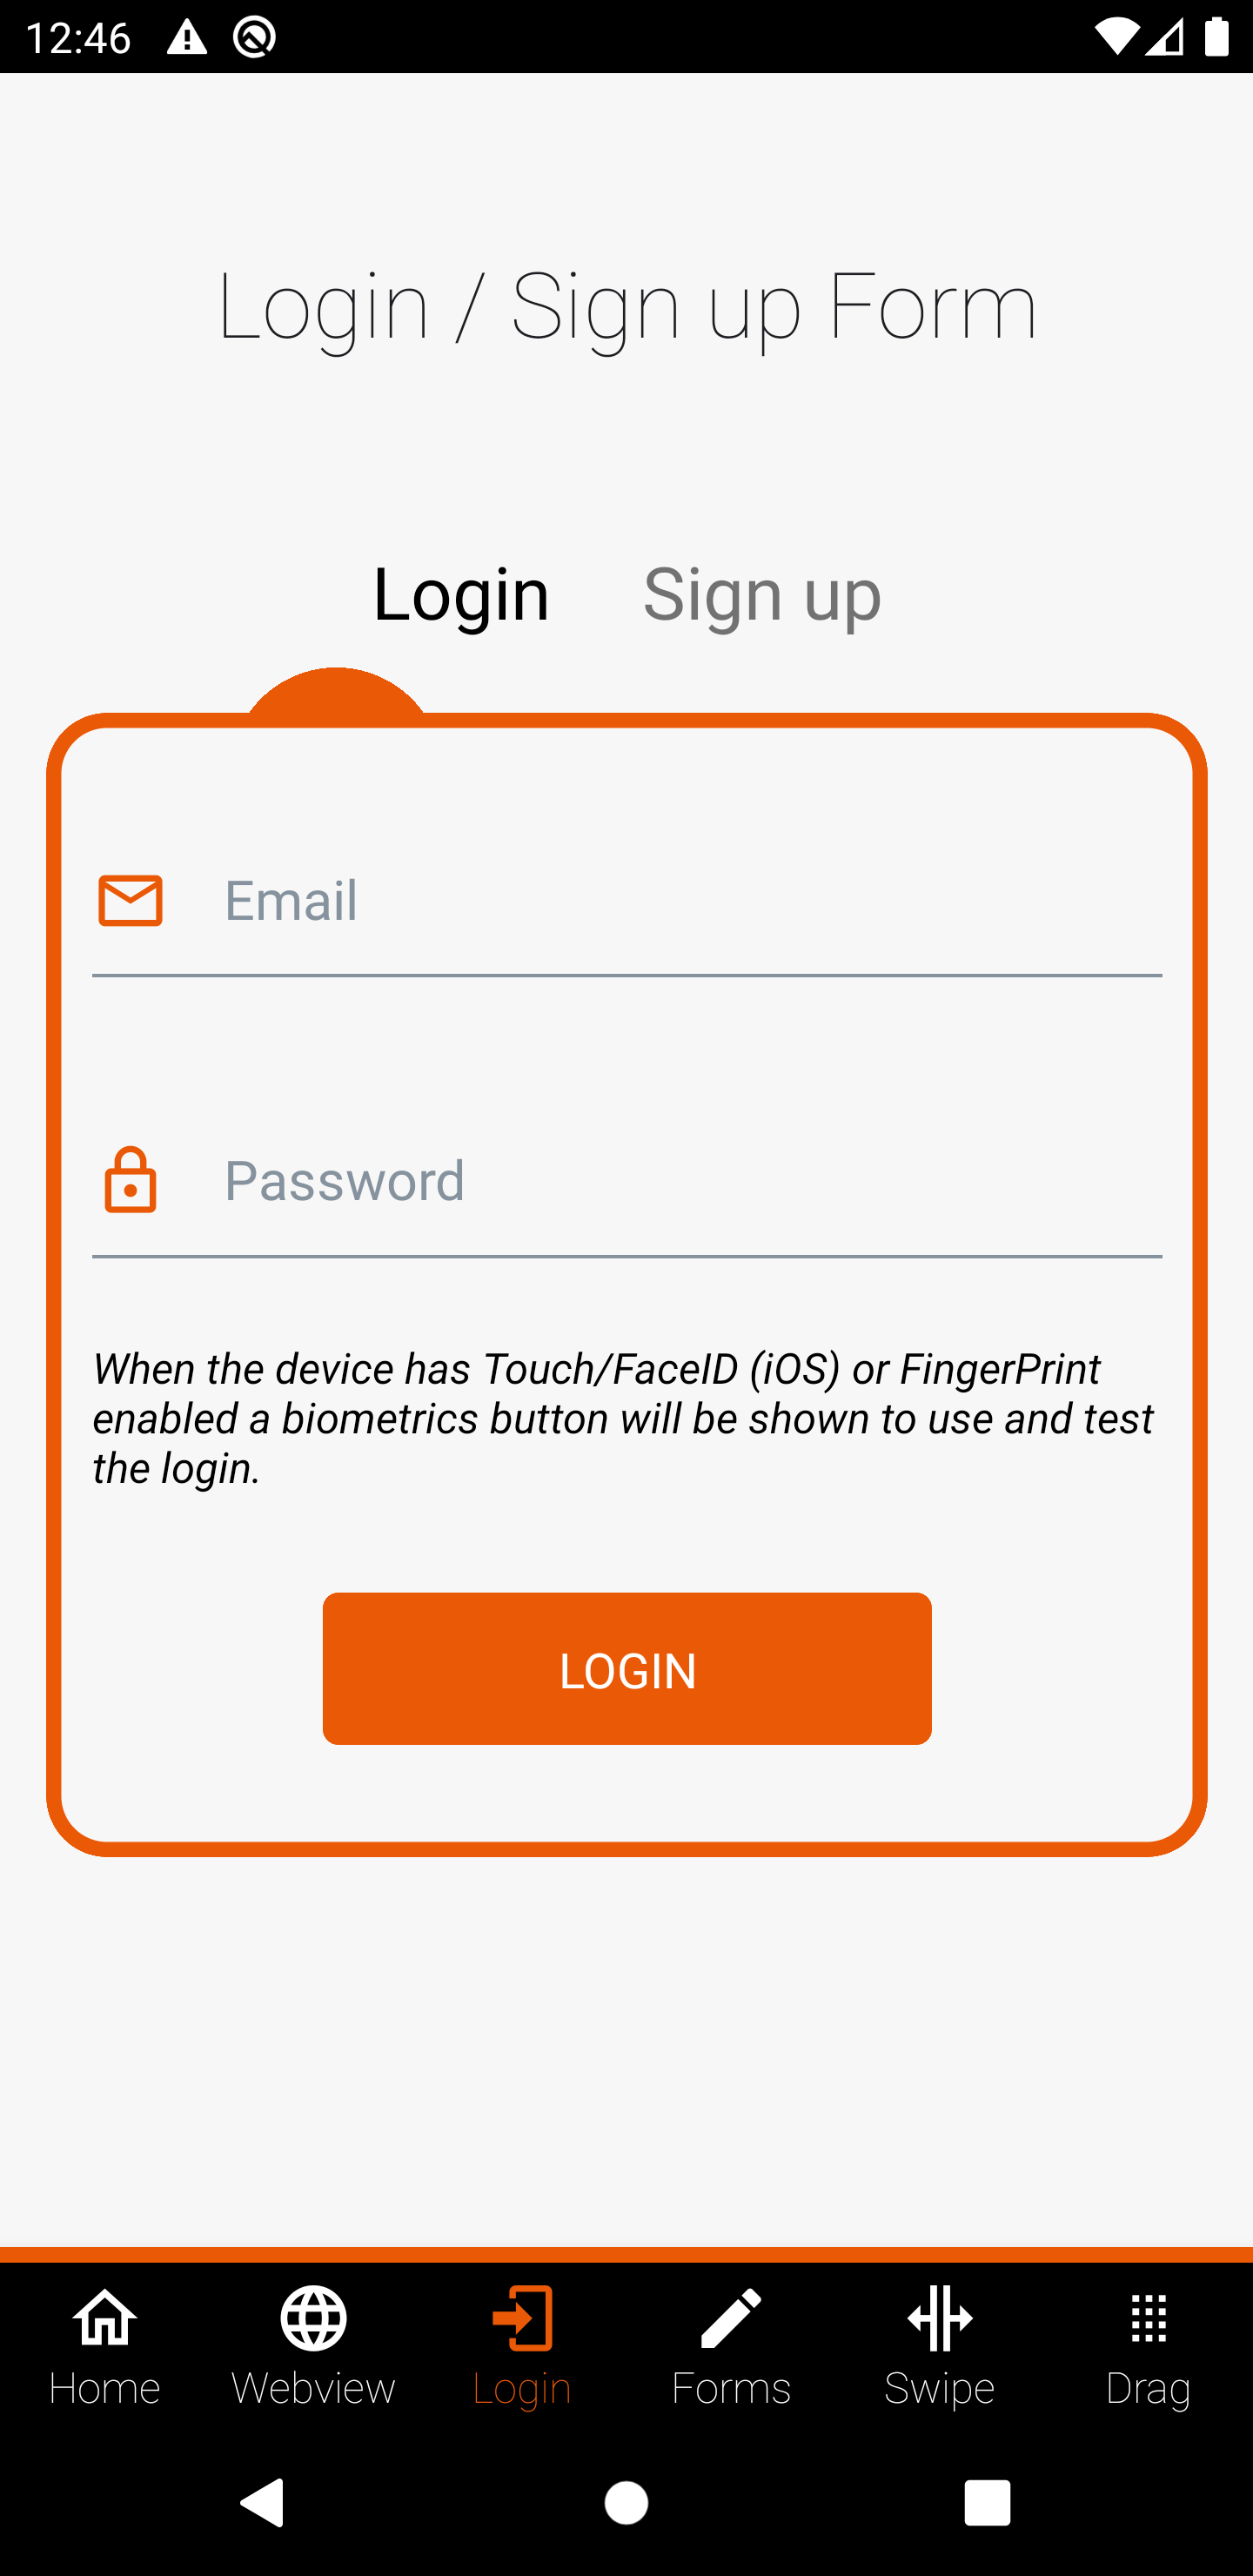 12:46
Login / Sign up Form
Login Sign up
Email
Password
When the device has Touch/FaceID (iOS) or FingerPrint
enabled a biometrics button will be shown to use and test
the login.
LOGIN
Home Webview Login Forms Swipe Drag